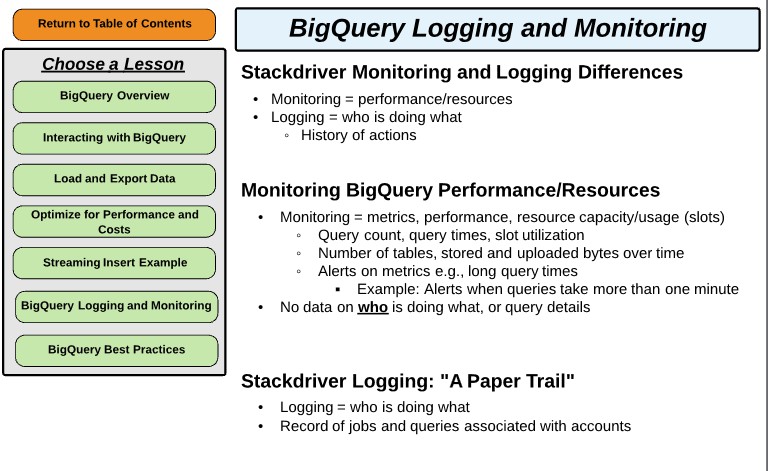 Return to Table of Contents
Choose a Lesson
BigQuery Overview
Interacting with BigQuery
Load and Export Data
Optimize for Performance and
Costs
Streaming Insert Example
BigQuery Logging and Monitoring
BigQuery Best Practices
BigQuery Logging and Monitoring
Stackdriver Monitoring and Logging Differences
• Monitoring = performance/resources
• Logging = who is doing what
◦ History of actions
Monitoring BigQuery Performance/Resources
• Monitoring = metrics, performance, resource capacity/usage (slots)
◦ Query count, query times, slot utilization
◦ Number of tables, stored and uploaded bytes over time
◦ Alerts on metrics e.g., long query times
▪ Example: Alerts when queries take more than one minute
• No data on who is doing what, or query details
Stackdriver Logging: "A Paper Trail"
• Logging = who is doing what
• Record of jobs and queries associated with accounts